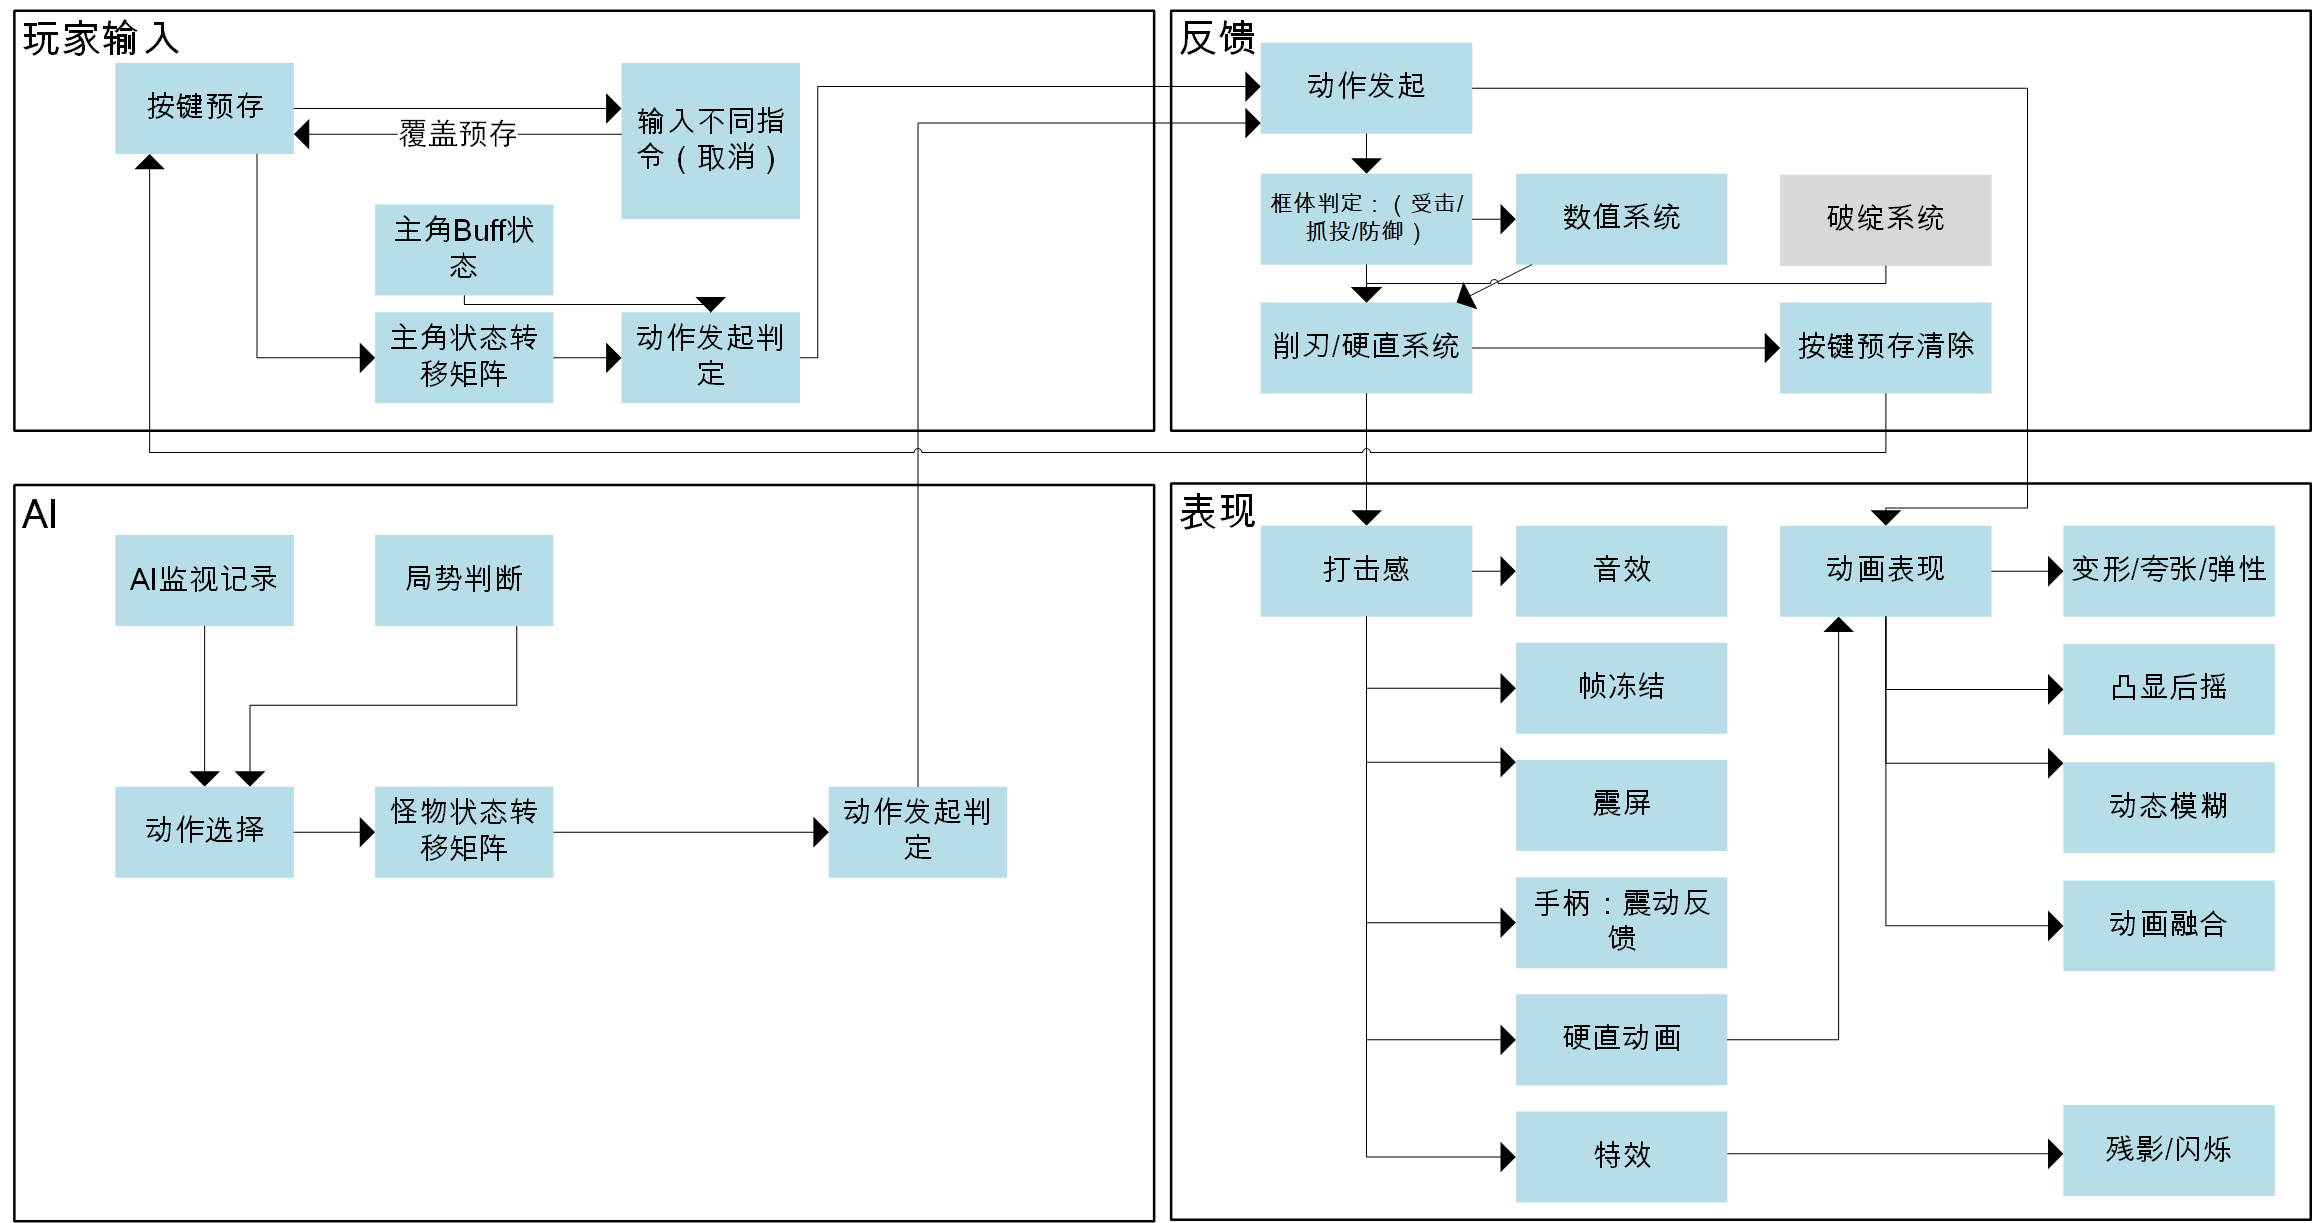 玩家输入
按键预存
覆盖预存
输入不同指
令（取消）
主角Buff状
态
主角状态转
移矩阵
动作发起判
定
反馈
动作发起
框体判定：（受击/
抓投/防御）
数值系统
破绽系统
削刃/硬直系统
按键预存清除
AI
AI监视记录
局势判断
动作选择
怪物状态转
移矩阵
动作发起判
定
表现
打击感
音效
帧冻结
震屏
手柄：震动反
馈
硬直动画
特效
动画表现
变形/夸张/弹性
凸显后摇
动态模糊
动画融合
残影/闪烁